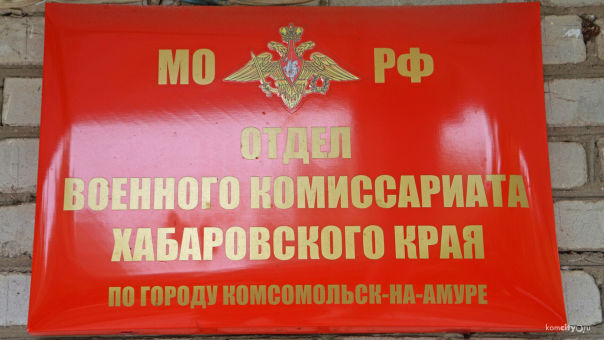 МО РФ
ОТДЕЛ
ВОЕННОГО КОМИССАРИАТА
ХАБАРОВСКОГО КРАЯ
ПО ГОРОДУ КОМСОМОЛЬСК-НА-АМУРЕ
komcity.ru